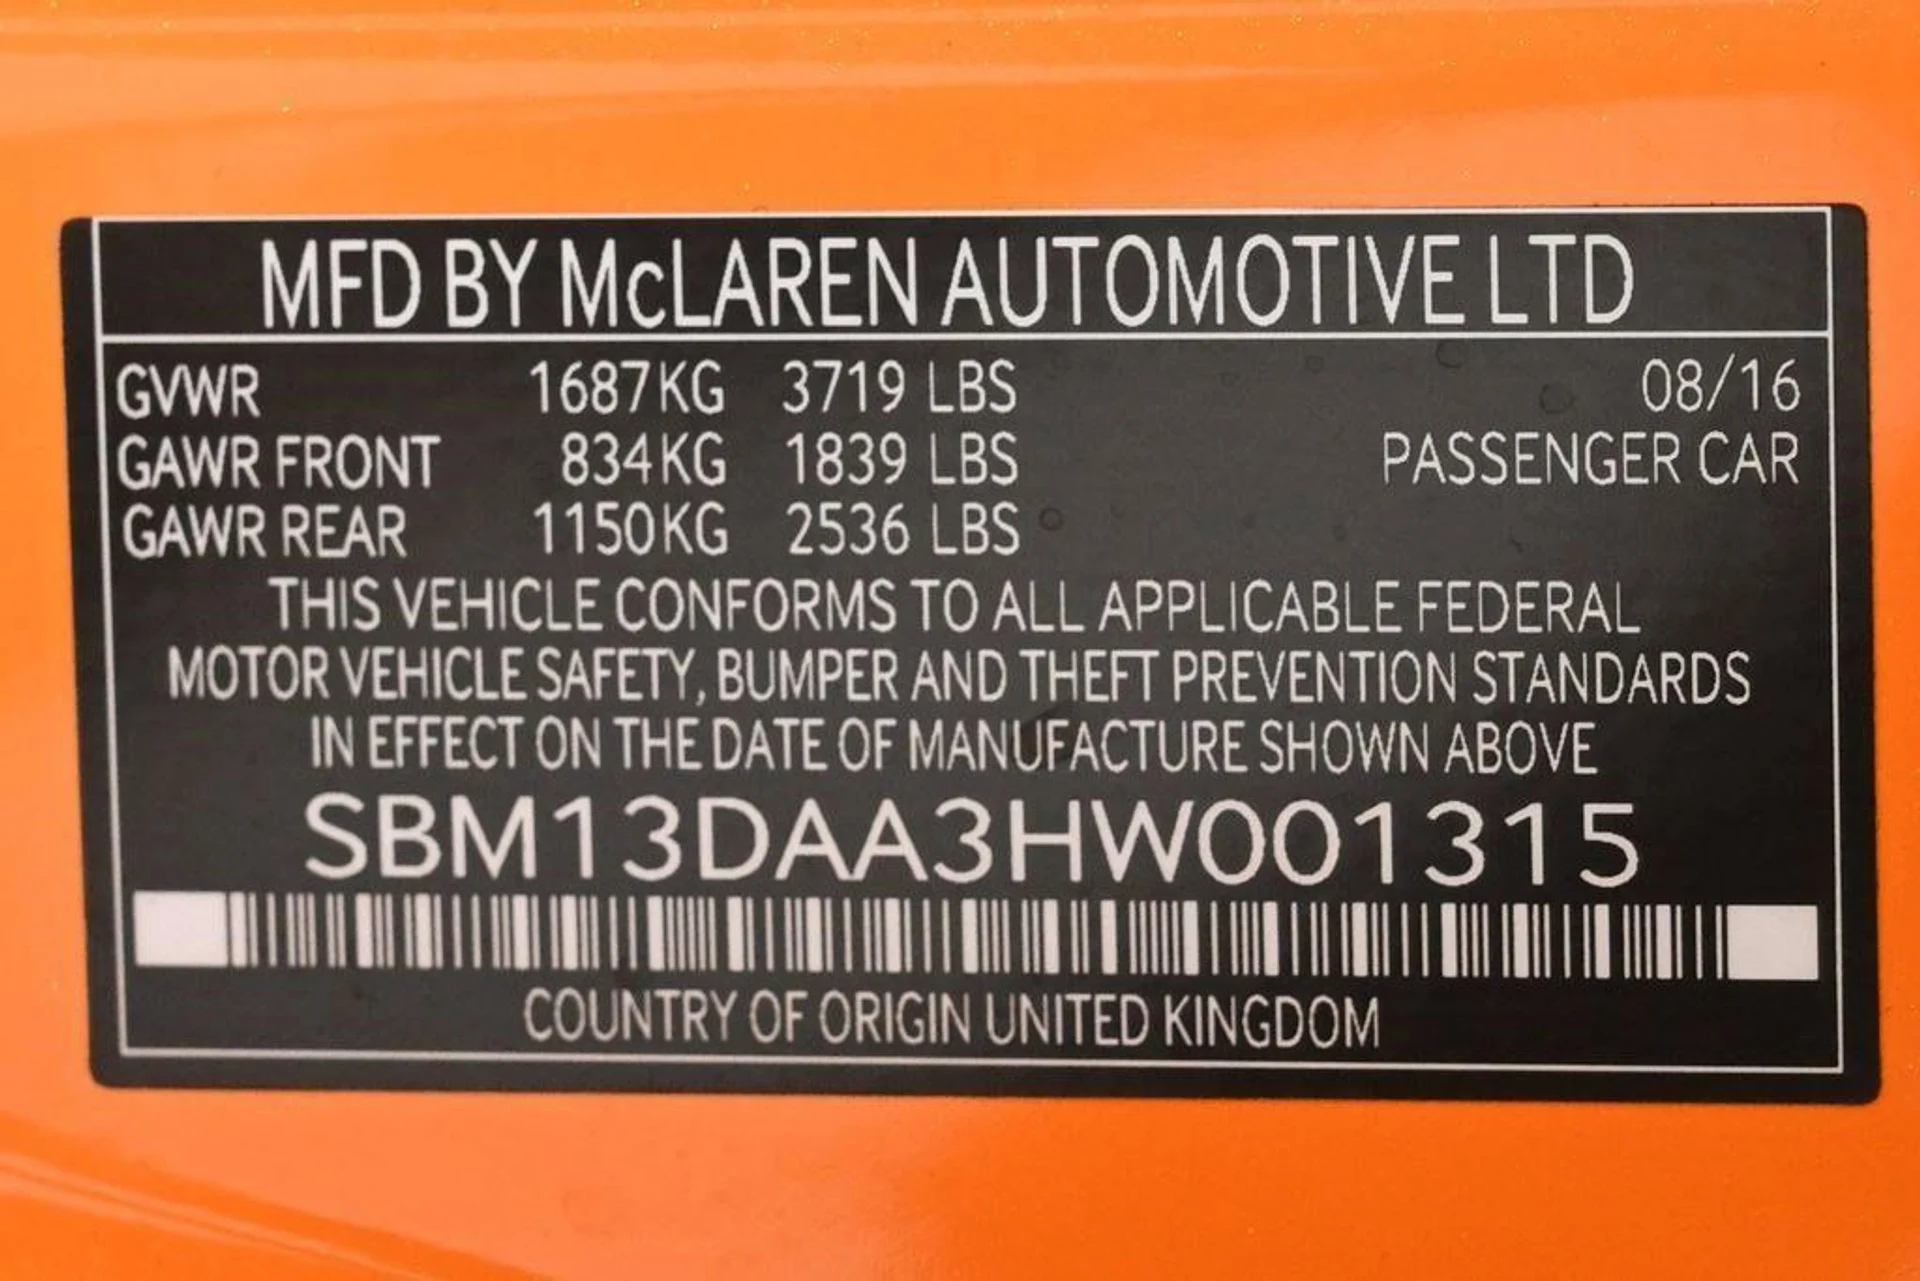 MFD BY McLAREN AUTOMOTIVE LTD
GVWR 1687KG 3719 LBS 08/16
GAWR FRONT 834KG 1839 LBS PASSENGER CAR
GAWR REAR 1150KG 2536 LBS
THIS VEHICLE CONFORMS TO ALL APPLICABLE FEDERAL
MOTOR VEHICLE SAFETY, BUMPER AND THEFT PREVENTION STANDARDS
IN EFFECT ON THE DATE OF MANUFACTURE SHOWN ABOVE
SBM13DAA3HW001315
COUNTRY OF ORIGIN UNITED KINGDOM